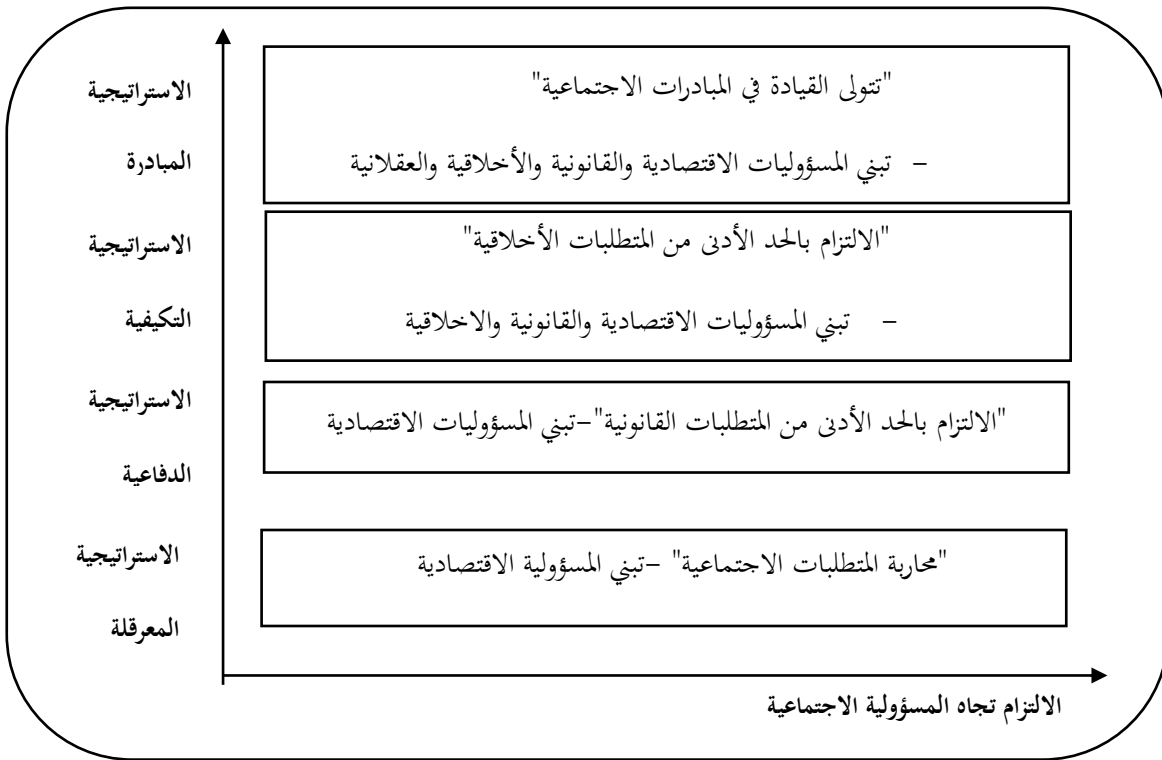 "تتولى القيادة في المبادرات الاجتماعية"
الاستراتيجية
– تبني المسؤوليات الاقتصادية والقانونية والأخلاقية والعقلانية
المبادرة
"الالتزام بالحد الأدنى من المتطلبات الأخلاقية"
الاستراتيجية
– تبني المسؤوليات الاقتصادية والقانونية والاخلاقية
التكيفية
الاستراتيجية
"الالتزام بالحد الأدنى من المتطلبات القانونية"–تبني المسؤوليات الاقتصادية
الدفاعية
الاستراتيجية
"محاربة المتطلبات الاجتماعية" –تبني المسؤولية الاقتصادية
المعرقلة
الالتزام تجاه المسؤولية الاجتماعية